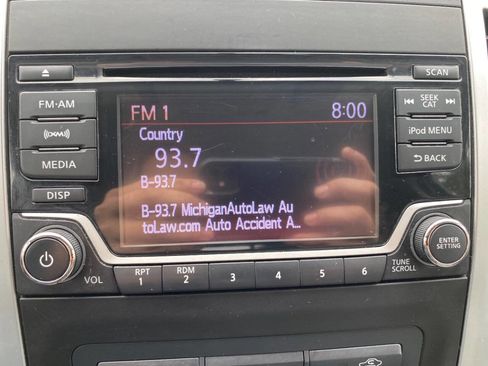 SCAN
FM·AM
FM 1
8:00
SEEK
CAT
Country
93.7
(XM)
iPod MENU
B-93.7
MEDIA
BACK
B-93.7 MichiganAutoLaw Au
toLaw.com Auto Accident A...
DISP
ENTER
SETTING
VOL
RPT
1
RDM
2
3
4
5
6
TUNE
SCROLL